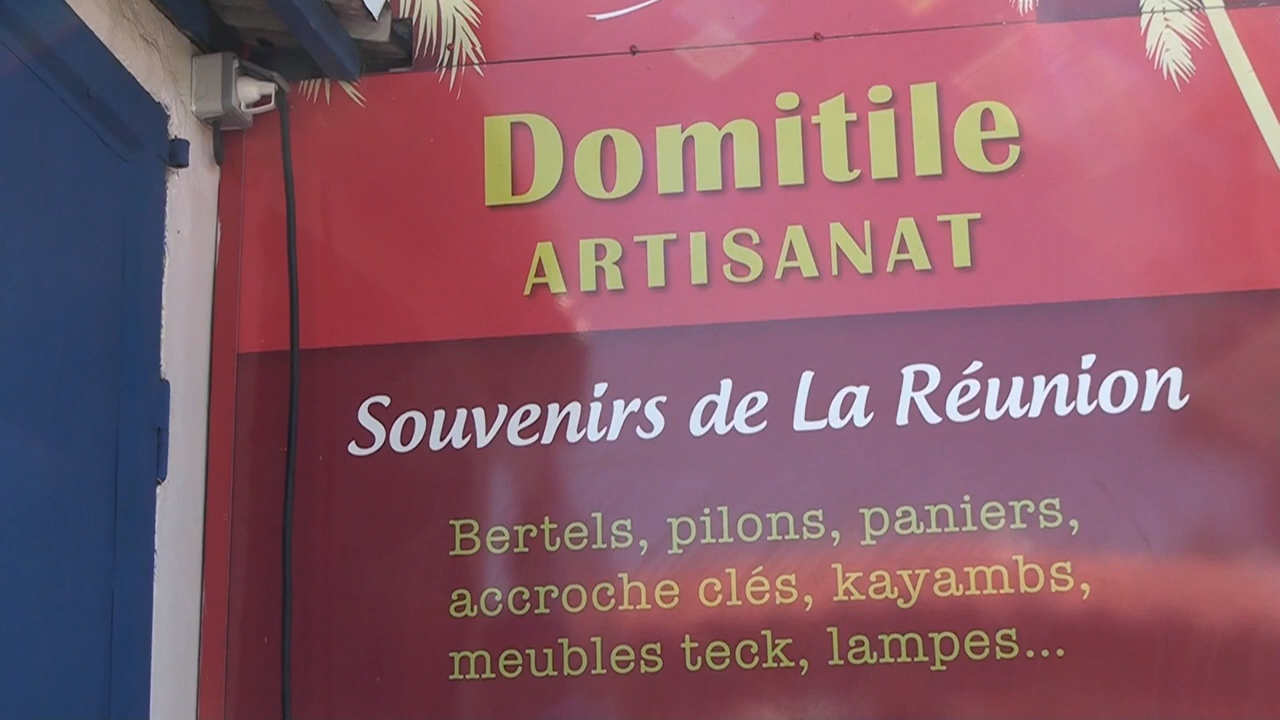 Domitile
ARTISANAT
Souvenirs de La Réunion
Bertels, pilons, paniers,
accroche clés, kayambs,
meubles teck, lampes...